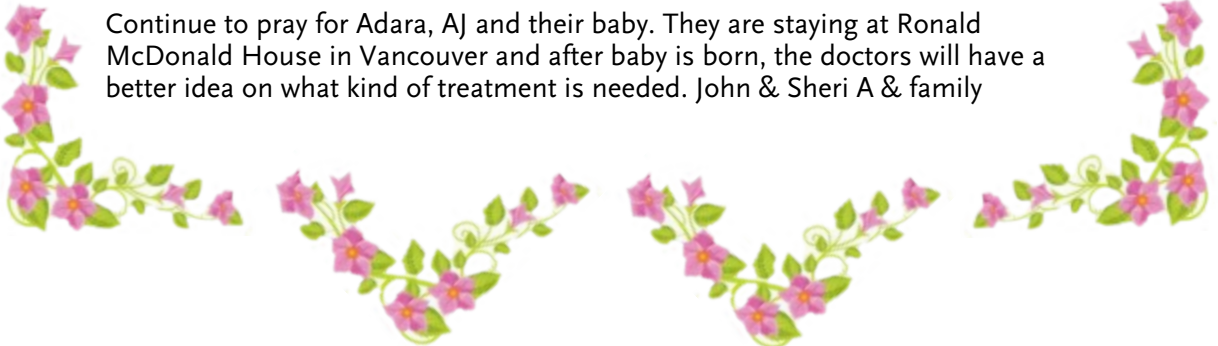 Continue to pray for Adara, AJ and their baby. They are staying at Ronald
McDonald House in Vancouver and after baby is born, the doctors will have a
better idea on what kind of treatment is needed. John & Sheri A & family